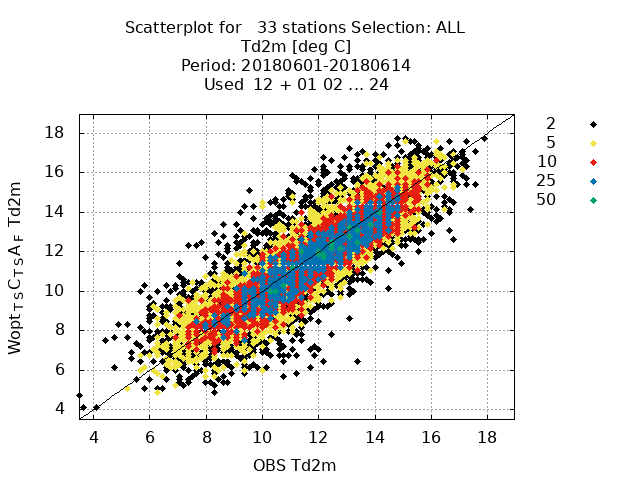 Scatterplot for 33 stations Selection: ALL
Td2m [deg C]
Period: 20180601-20180614
Used 12 + 01 02 ... 24
2
5
10
25
50
18
16
14
12
10
8
6
4
Wopt T S C T S A F Td2m
4 6 8 10 12 14 16 18
OBS Td2m